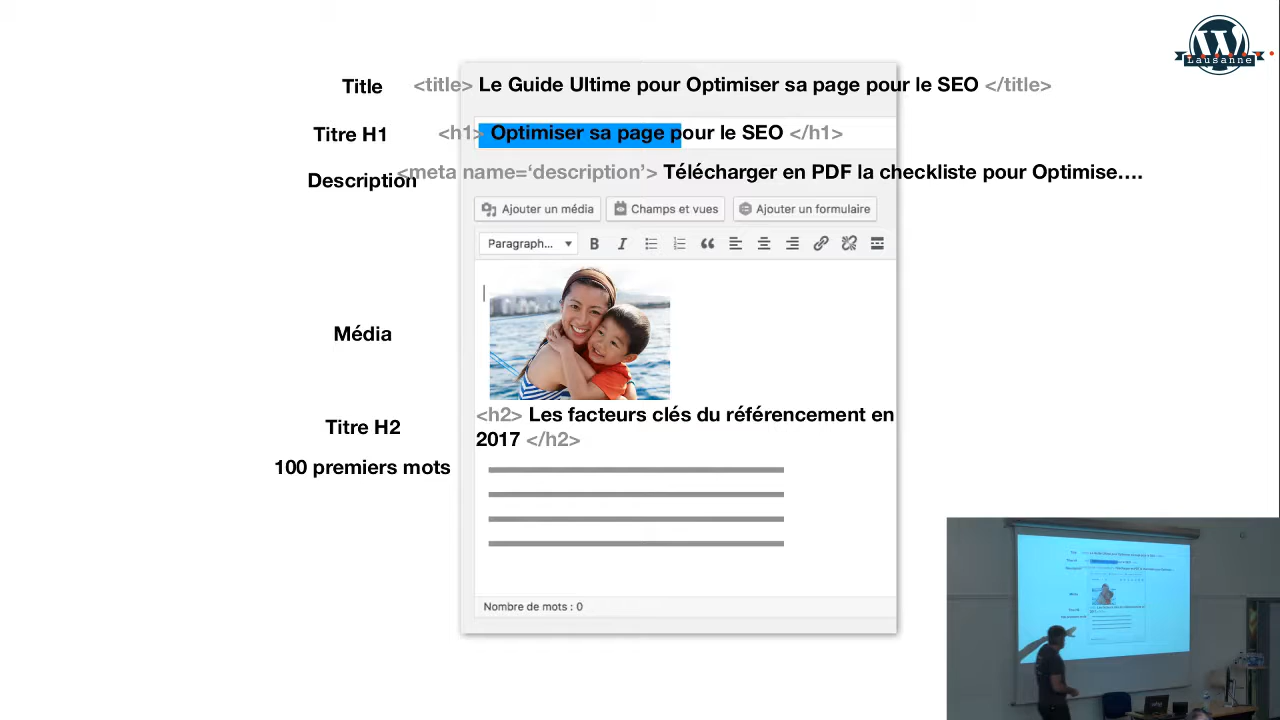 Lausanne
Title <title> Le Guide Ultime pour Optimiser sa page pour le SEO </title>
Titre H1 <h1> Optimiser sa page pour le SEO </h1>
Description <meta name=‘description’> Télécharger en PDF la checkliste pour Optimise….
Ajouter un média Champs et vues Ajouter un formulaire
Paragraph... B I
Média
Titre H2 <h2> Les facteurs clés du référencement en
2017 </h2>
100 premiers mots
Nombre de mots : 0